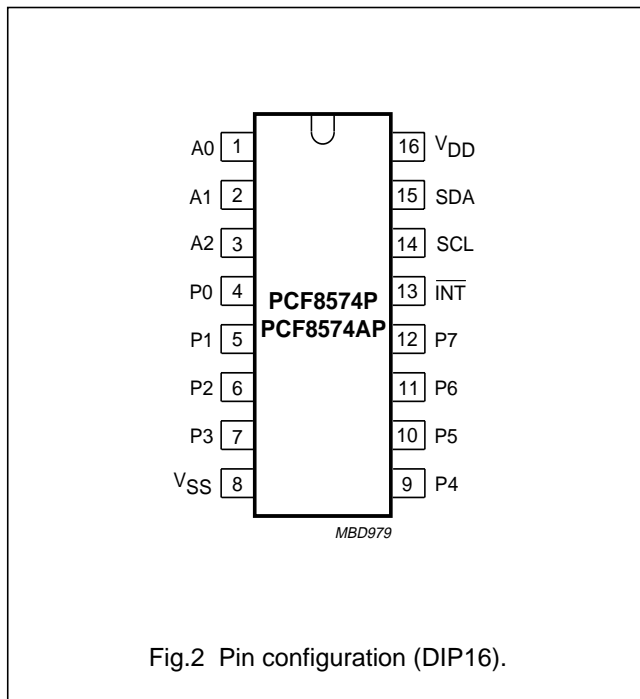 A0 1 16 VDD
A1 2 15 SDA
A2 3 14 SCL
P0 4 13 INT
PCF8574P
PCF8574AP
P1 5 12 P7
P2 6 11 P6
P3 7 10 P5
VSS 8 9 P4
MBD979
Fig.2 Pin configuration (DIP16).